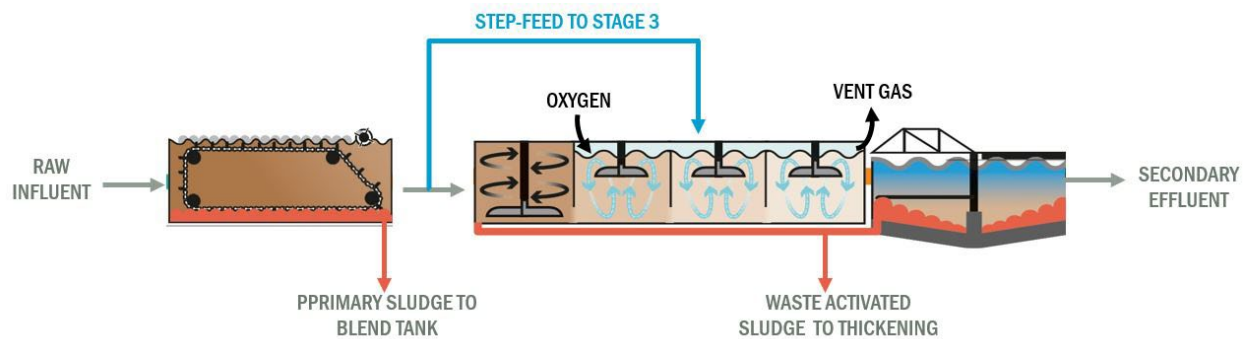 STEP-FEED TO STAGE 3
OXYGEN
VENT GAS
RAW
INFLUENT
SECONDARY
EFFLUENT
PPRIMARY SLUDGE TO
BLEND TANK
WASTE ACTIVATED
SLUDGE TO THICKENING